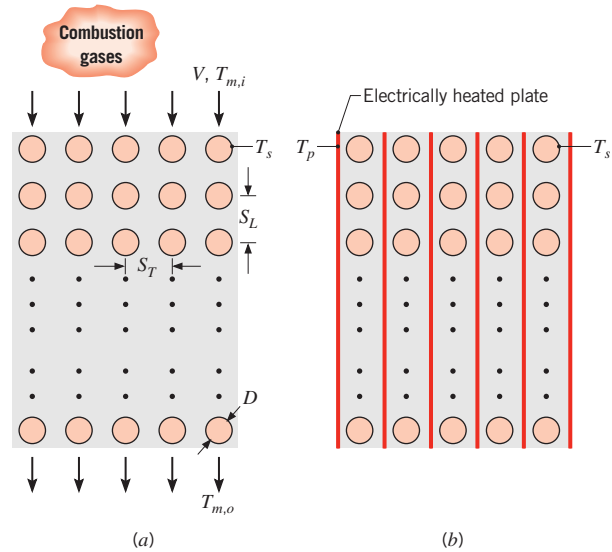 Combustion
gases
V, T_{m,i}
T_s
S_L
S_T
D
T_{m,o}
(a)
Electrically heated plate
T_p
T_s
(b)